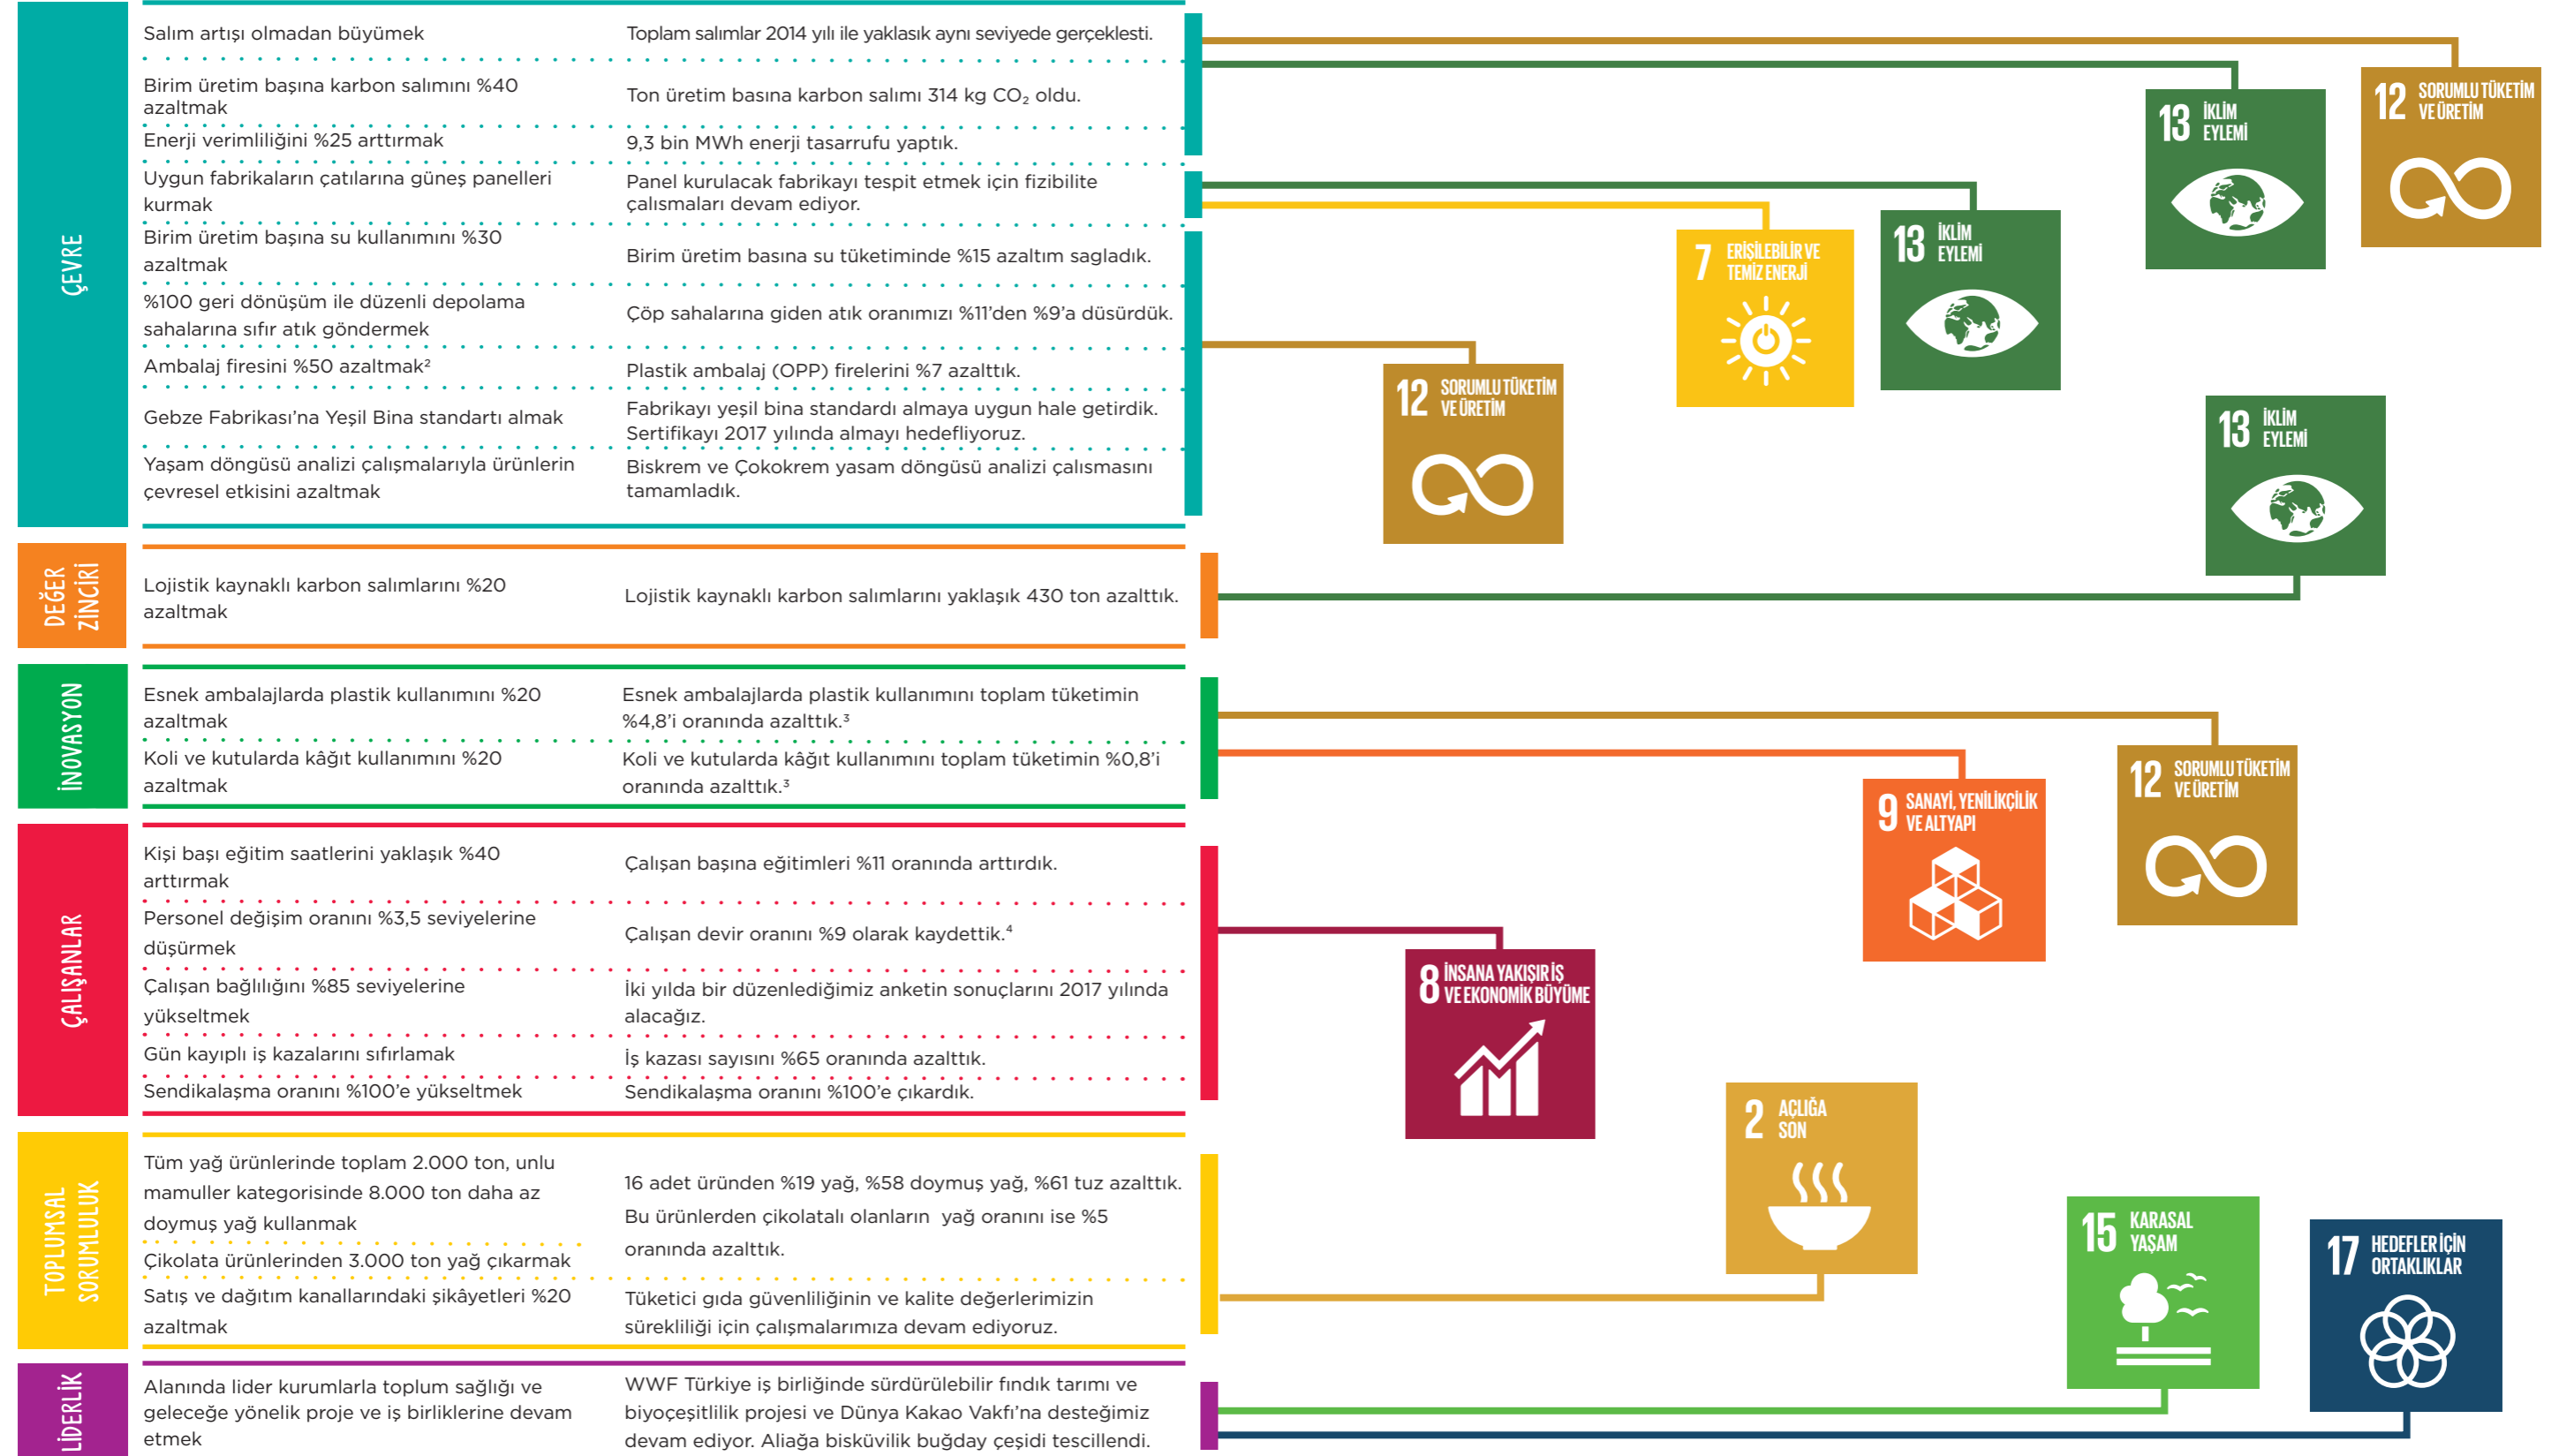 ÇEVRE
Salım artışı olmadan büyümek
Toplam salımlar 2014 yılı ile yaklasık aynı seviyede gerçeklesti.
Birim üretim başına karbon salımını %40
azaltmak
Ton üretim basına karbon salımı 314 kg CO₂ oldu.
Enerji verimliliğini %25 arttırmak
9,3 bin MWh enerji tasarrufu yaptık.
Uygun fabrikaların çatılarına güneş panelleri
kurmak
Panel kurulacak fabrikayı tespit etmek için fizibilite
çalısmaları devam ediyor.
Birim üretim başına su kullanımını %30
azaltmak
Birim üretim basına su tüketiminde %15 azaltım sagladık.
%100 geri dönüşüm ile düzenli depolama
sahalarına sıfır atık göndermek
Çöp sahalarına giden atık oranımızı %11’den %9’a düsürdük.
Ambalaj firesini %50 azaltmak²
Plastik ambalaj (OPP) firelerini %7 azalttık.
Gebze Fabrikası’na Yeşil Bina standartı almak
Fabrikayı yeşil bina standardı almaya uygun hale getirdik.
Sertifikayı 2017 yılında almayı hedefliyoruz.
Yaşam döngüsü analizi çalışmalarıyla ürünlerin
çevresel etkisini azaltmak
Biskrem ve Çokokrem yasam döngüsü analizi çalısmasını
tamamladık.
12 SORUMLU TÜKETİM
VE ÜRETİM
13 İKLİM
EYLEMİ
13 İKLİM
EYLEMİ
7 ERİŞİLEBİLİR VE
TEMİZ ENERJİ
12 SORUMLU TÜKETİM
VE ÜRETİM
13 İKLİM
EYLEMİ
DEĞER
ZİNCİRİ
Lojistik kaynaklı karbon salımlarını %20
azaltmak
Lojistik kaynaklı karbon salımlarını yaklaşık 430 ton azalttık.
İNOVASYON
Esnek ambalajlarda plastik kullanımını %20
azaltmak
Esnek ambalajlarda plastik kullanımını toplam tüketimin
%4,8’i oranında azalttık.³
Koli ve kutularda kâğıt kullanımını %20
azaltmak
Koli ve kutularda kâğıt kullanımını toplam tüketimin %0,8’i
oranında azalttık.³
12 SORUMLU TÜKETİM
VE ÜRETİM
9 SANAYİ, YENİLİKÇİLİK
VE ALTYAPI
ÇALIŞANLAR
Kişi başı eğitim saatlerini yaklaşık %40
arttırmak
Çalışan başına eğitimleri %11 oranında arttırdık.
Personel değişim oranını %3,5 seviyelerine
düşürmek
Çalışan devir oranını %9 olarak kaydettik.⁴
Çalışan bağlılığını %85 seviyelerine
yükseltmek
İki yılda bir düzenlediğimiz anketin sonuçlarını 2017 yılında
alacağız.
Gün kayıplı iş kazalarını sıfırlamak
İş kazası sayısını %65 oranında azalttık.
Sendikalaşma oranını %100’e yükseltmek
Sendikalaşma oranını %100’e çıkardık.
8 İNSANA YAKIŞIR İŞ
VE EKONOMİK BÜYÜME
TOPLUMSAL
SORUMLULUK
Tüm yağ ürünlerinde toplam 2.000 ton, unlu
mamuller kategorisinde 8.000 ton daha az
doymuş yağ kullanmak
Çikolata ürünlerinden 3.000 ton yağ çıkarmak
16 adet üründen %19 yağ, %58 doymuş yağ, %61 tuz azalttık.
Bu ürünlerden çikolatalı olanların yağ oranını ise %5
oranında azalttık.
Satış ve dağıtım kanallarındaki şikâyetleri %20
azaltmak
Tüketici gıda güvenliliğinin ve kalite değerlerimizin
sürekliliği için çalışmalarımıza devam ediyoruz.
2 AÇLIĞA
SON
LİDERLİK
Alanında lider kurumlarla toplum sağlığı ve
geleceğe yönelik proje ve iş birliklerine devam
etmek
WWF Türkiye iş birliğinde sürdürülebilir fındık tarımı ve
biyoçeşitlilik projesi ve Dünya Kakao Vakfı’na desteğimiz
devam ediyor. Aliağa bisküvilik buğday çeşidi tescillendi.
15 KARASAL
YAŞAM
17 HEDEFLER İÇİN
ORTAKLIKLAR